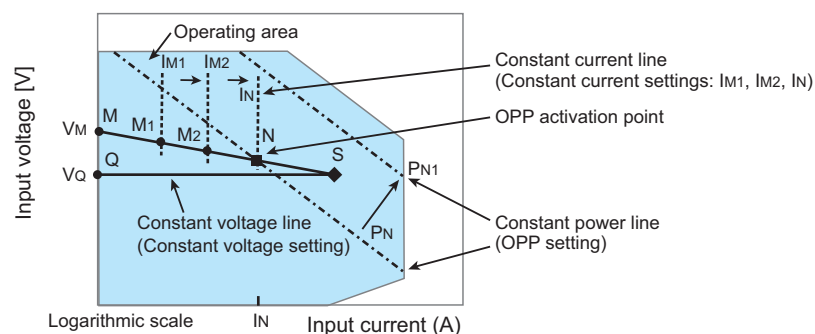 Operating area
IM1
IM2
IN
Constant current line
(Constant current settings: IM1, IM2, IN)
OPP activation point
Input voltage [V]
VM
M
M1
M2
N
S
VQ
Q
PN1
Constant voltage line
(Constant voltage setting)
PN
Constant power line
(OPP setting)
Logarithmic scale
IN
Input current (A)